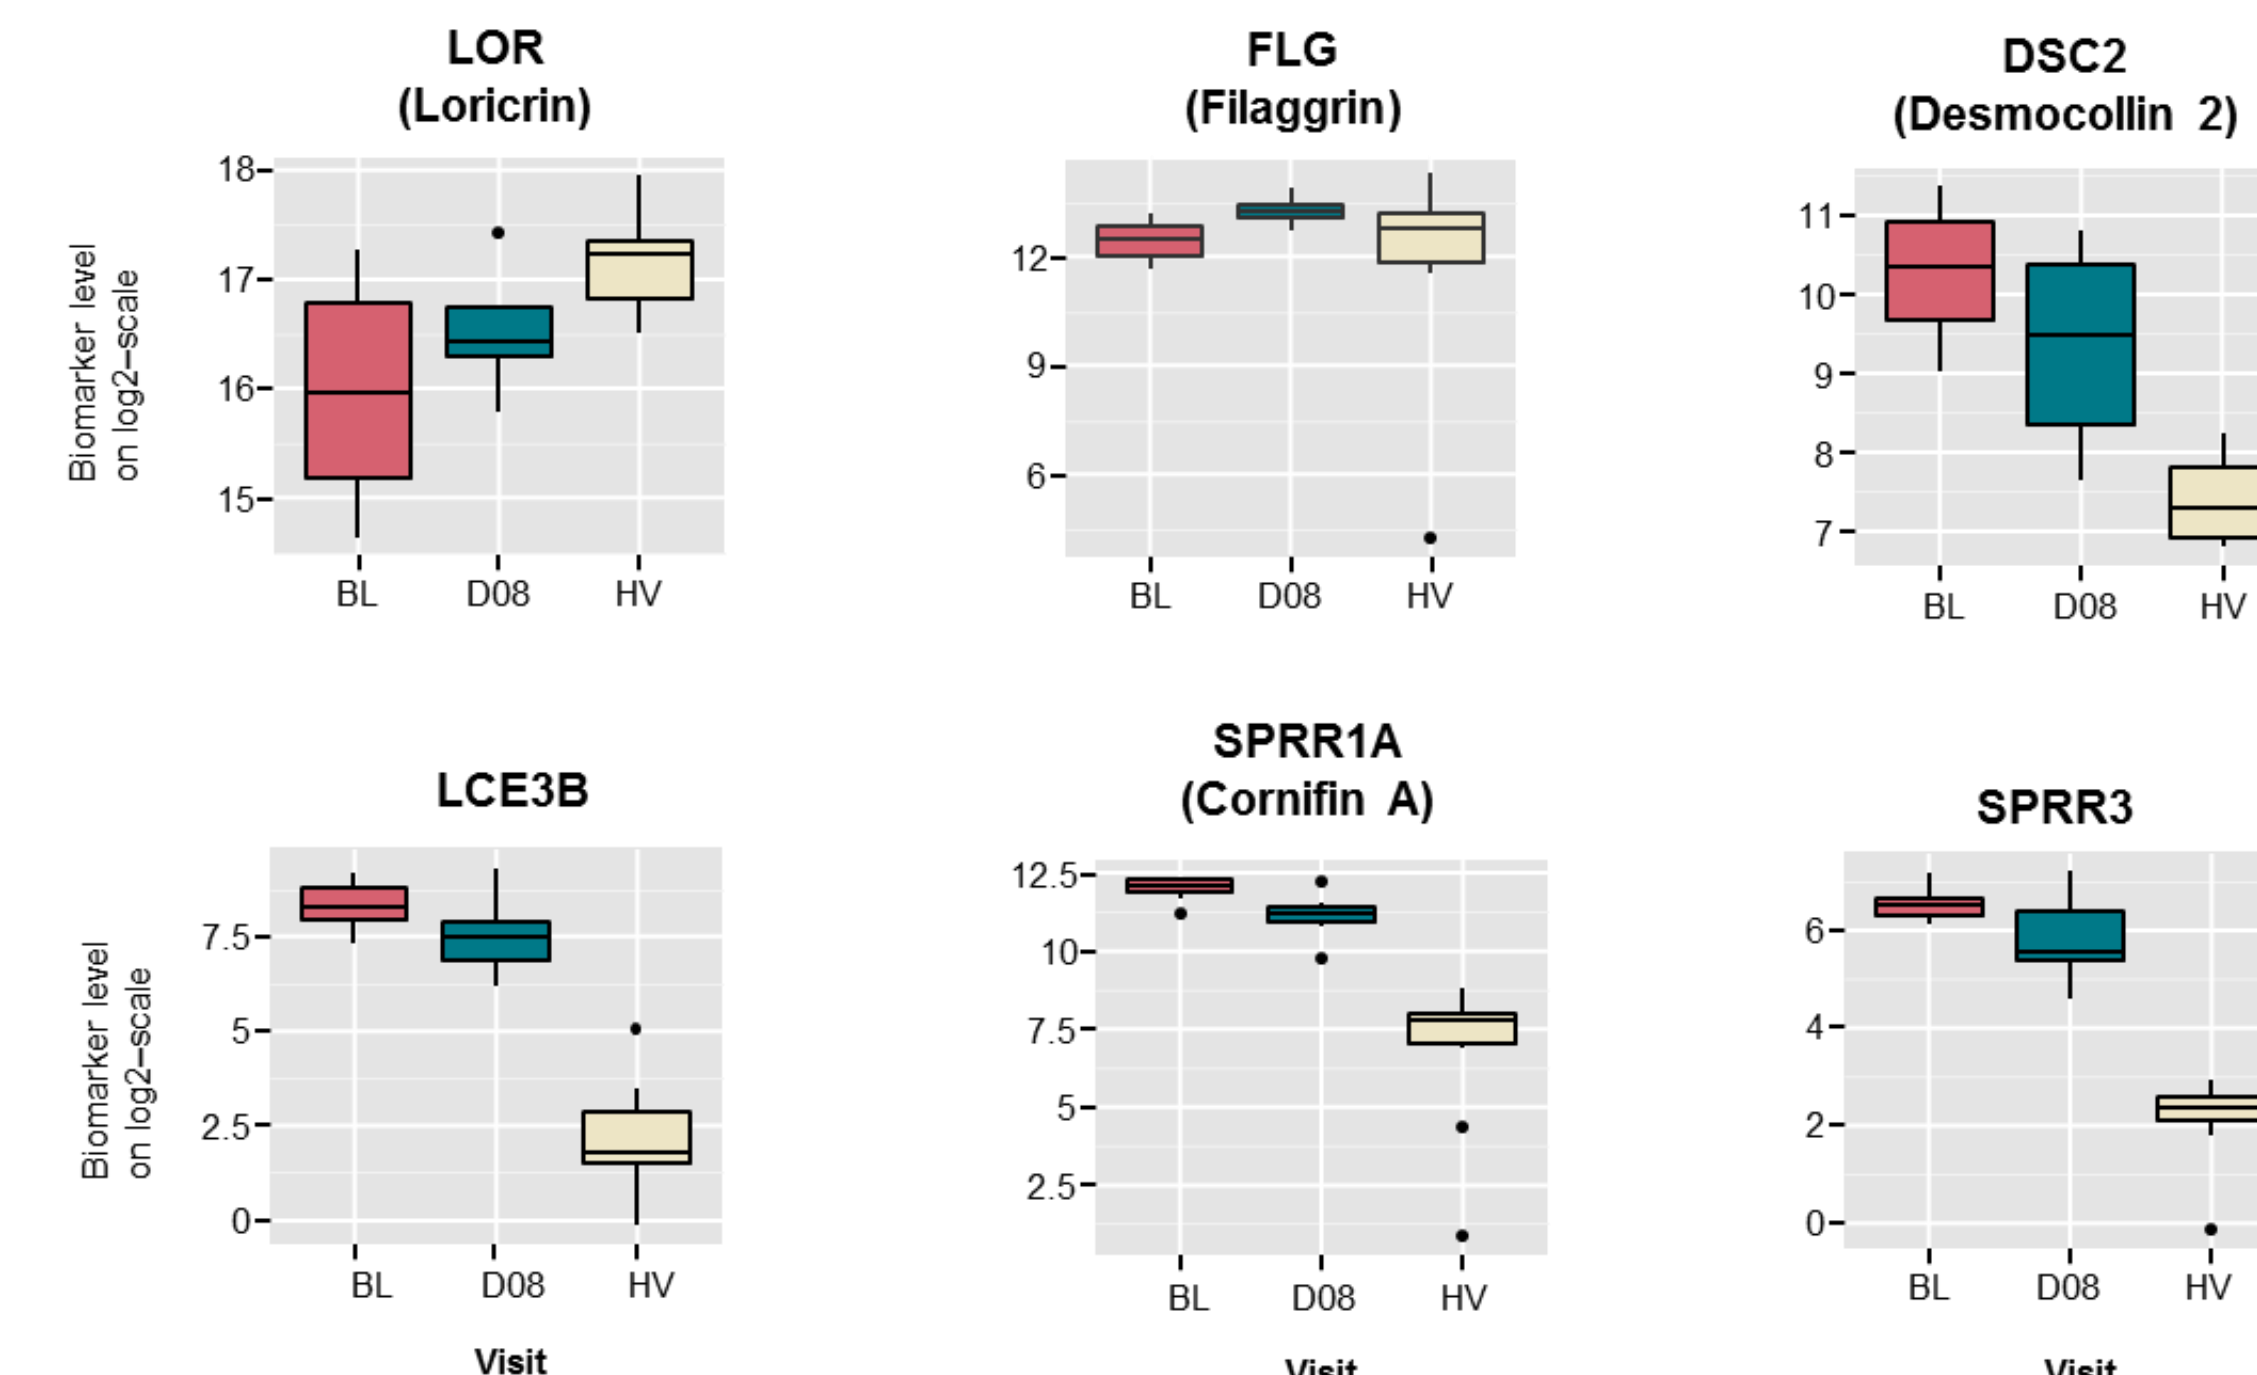 LOR
(Loricrin)
FLG
(Filaggrin)
DSC2
(Desmocollin 2)
Biomarker level
on log2–scale
18
17
16
15
BL D08 HV
12
9
6
BL D08 HV
11
10
9
8
7
BL D08 HV
LCE3B
SPRR1A
(Cornifin A)
SPRR3
Biomarker level
on log2–scale
7.5
5
2.5
0
BL D08 HV
Visit
12.5
10
7.5
5
2.5
BL D08 HV
Visit
6
4
2
0
BL D08 HV
Visit